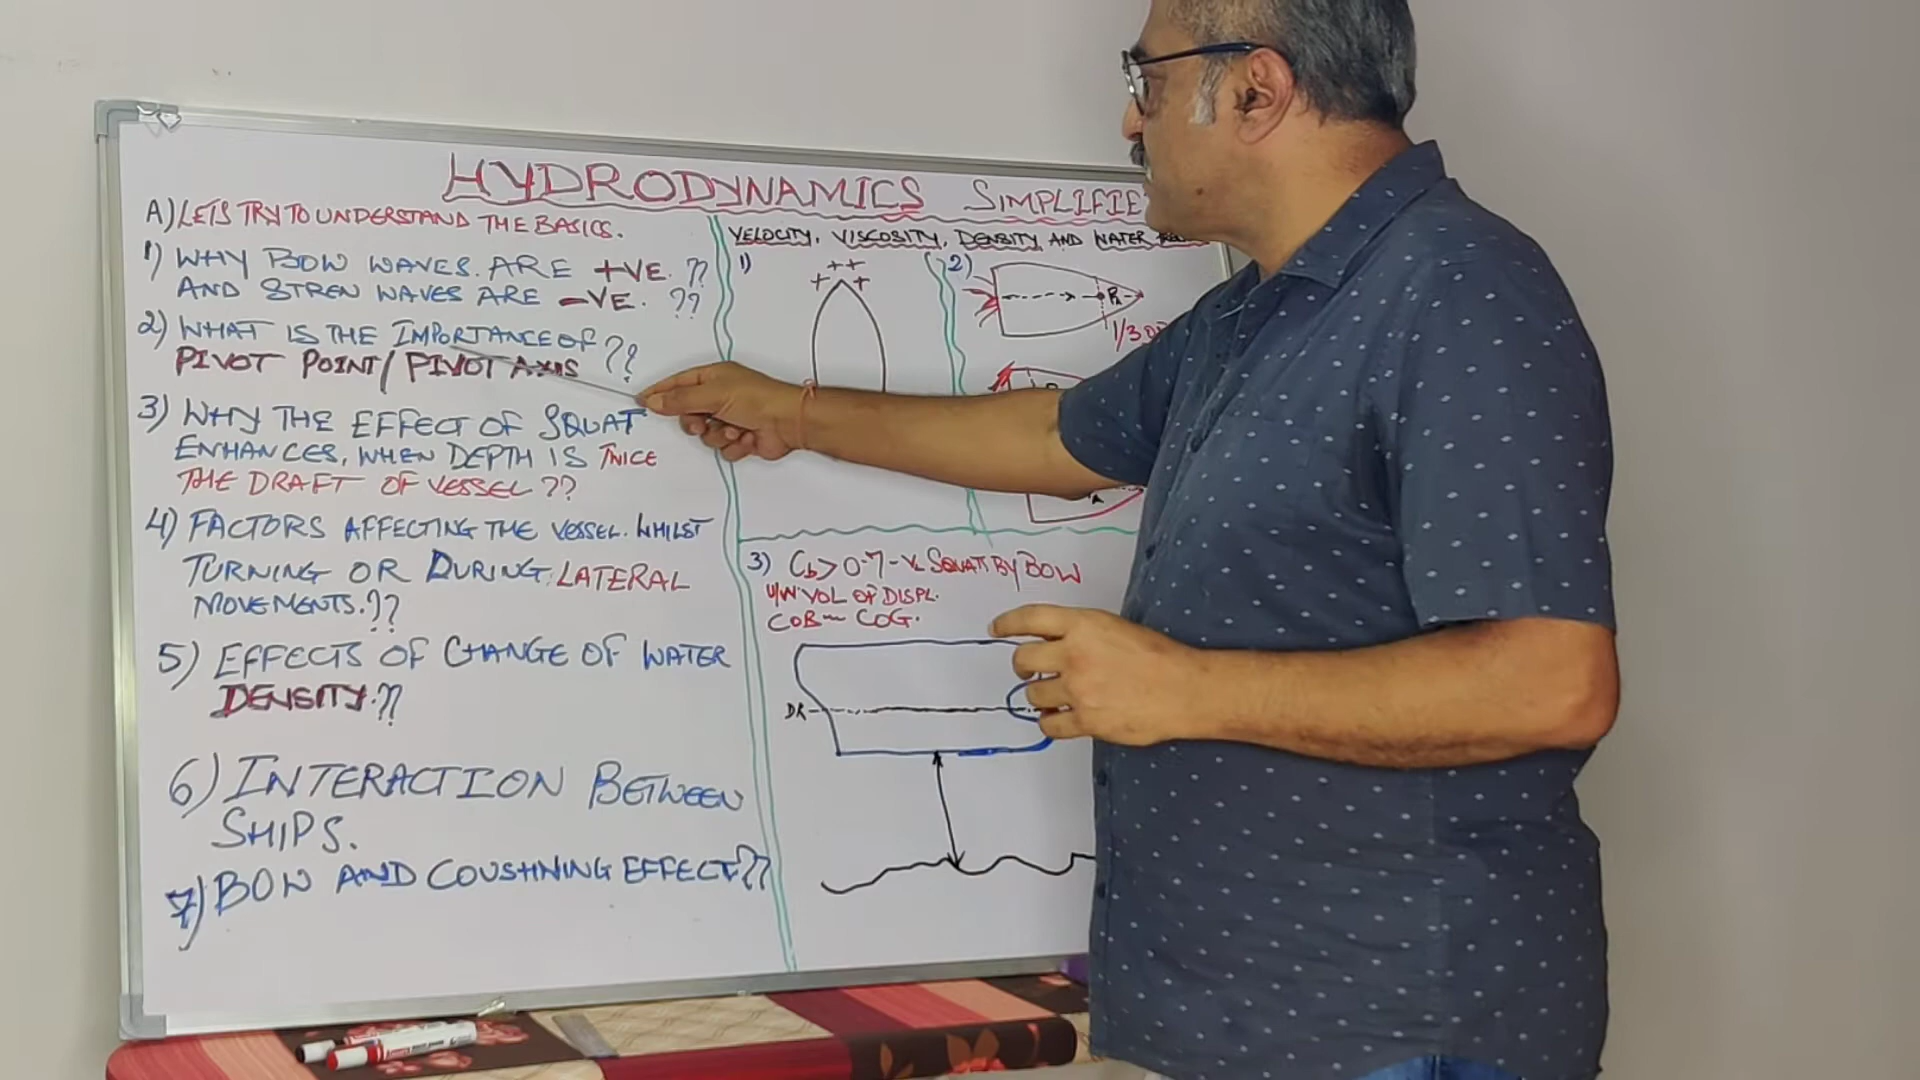 HYDRODYNAMICS SIMPLIFIE
A) LETS TRY TO UNDERSTAND THE BASICS.
1) WHY BOW WAVES. ARE +VE. ??
AND STREN WAVES ARE -VE. ??
2) WHAT IS THE IMPORTANCE OF ??
PIVOT POINT/PIVOT AXIS
3) WHY THE EFFECT OF SQUAT
ENHANCES, WHEN DEPTH IS TWICE
THE DRAFT OF VESSEL ??
4) FACTORS AFFECTING THE VESSEL. WHILST
TURNING OR DURING. LATERAL
MOVEMENTS. ??
5) EFFECTS OF CHANGE OF WATER
DENSITY. ??
6) INTERACTION BETWEEN
SHIPS.
7) BOW AND COUSHNING EFFECT ??
VELOCITY, VISCOSITY, DENSITY, AND WATER
1)
++
+ +
2)
1/3
3) Cb> 0.7 - SQUATS BY BOW
U/W VOL OF DISPL.
COB ~ COG.